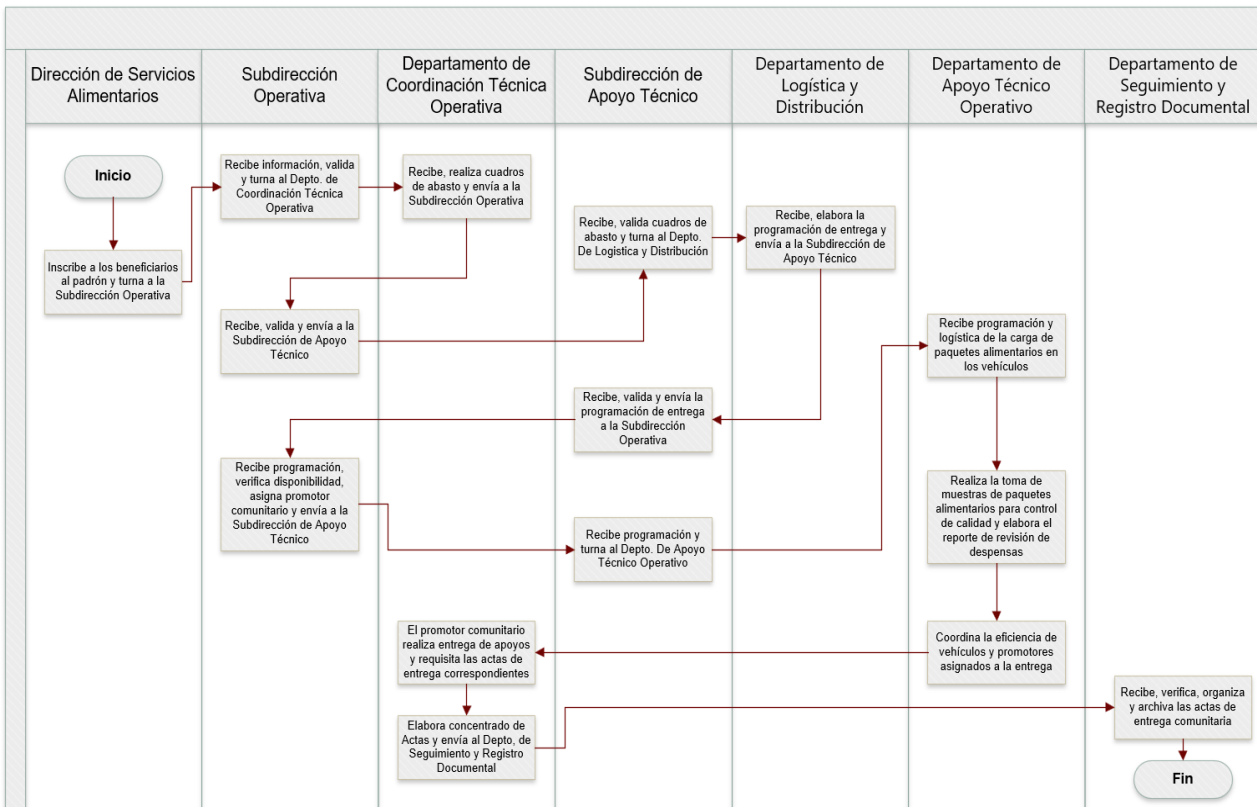 Dirección de Servicios
Alimentarios
Subdirección
Operativa
Departamento de
Coordinación Técnica
Operativa
Subdirección de
Apoyo Técnico
Departamento de
Logística y
Distribución
Departamento de
Apoyo Técnico
Operativo
Departamento de
Seguimiento y
Registro Documental
Inicio
Inscribe a los beneficiarios
al padrón y turna a la
Subdirección Operativa
Recibe información, valida
y turna al Depto. de
Coordinación Técnica
Operativa
Recibe, realiza cuadros
de abasto y envía a la
Subdirección Operativa
Recibe, valida y envía a la
Subdirección de Apoyo
Técnico
Recibe, valida cuadros de
abasto y turna al Depto.
De Logistica y Distribución
Recibe, elabora la
programación de entrega y
envía a la Subdirección de
Apoyo Técnico
Recibe, valida y envía la
programación de entrega
a la Subdirección
Operativa
Recibe programación,
verifica disponibilidad,
asigna promotor
comunitario y envía a la
Subdirección de Apoyo
Técnico
Recibe programación y
turna al Depto. De Apoyo
Técnico Operativo
Recibe programación y
logística de la carga de
paquetes alimentarios en
los vehículos
Realiza la toma de
muestras de paquetes
alimentarios para control
de calidad y elabora el
reporte de revisión de
despensas
Coordina la eficiencia de
vehículos y promotores
asignados a la entrega
El promotor comunitario
realiza entrega de apoyos
y requisita las actas de
entrega correspondientes
Elabora concentrado de
Actas y envía al Depto, de
Seguimiento y Registro
Documental
Recibe, verifica, organiza
y archiva las actas de
entrega comunitaria
Fin